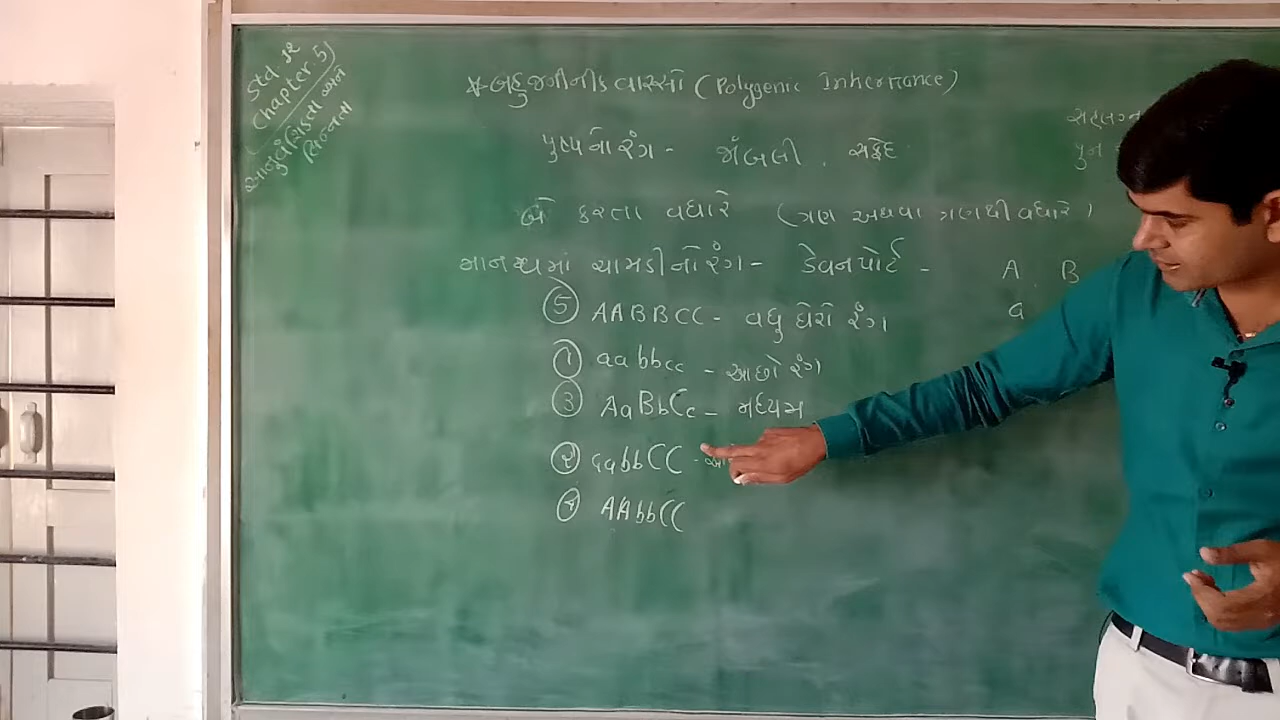 Std. ૧૨
Chapter 5
આનુવંશિકતા અને
ભિન્નતા
* બહુજનીનીક વારસો (Polygenic Inheritance)
પુષ્પનો રંગ - જાંબલી . સફેદ
બે કરતા વધારે (ત્રણ અથવા ત્રણથી વધારે)
માનવમાં ચામડીનો રંગ - ડેવનપોર્ટ -
⑤ AABBCC - વધુ ઘેરો રંગ
① aabbcc - આછો રંગ
③ AaBbCc - મધ્યમ
② aabbCC -
④ AAbbCC
સહલગ્ન
પુન
A B
a